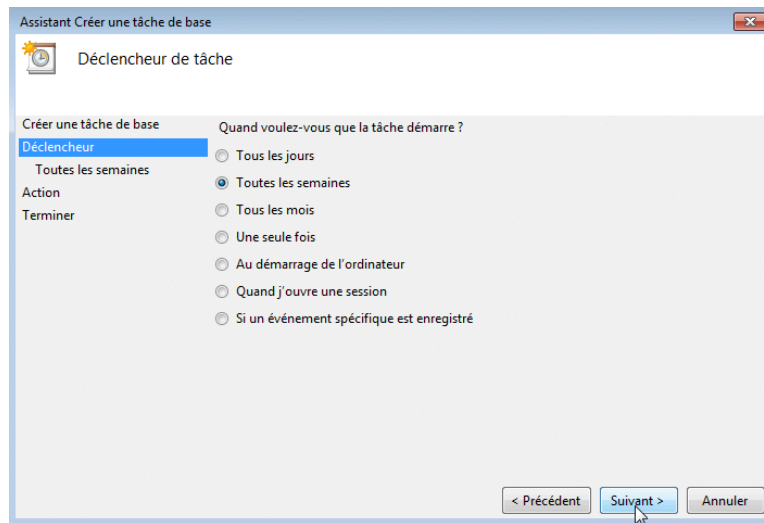 Assistant Créer une tâche de base
Déclencheur de tâche
Créer une tâche de base
Déclencheur
Toutes les semaines
Action
Terminer
Quand voulez-vous que la tâche démarre ?
Tous les jours
Toutes les semaines
Tous les mois
Une seule fois
Au démarrage de l'ordinateur
Quand j'ouvre une session
Si un événement spécifique est enregistré
< Précédent
Suivant >
Annuler